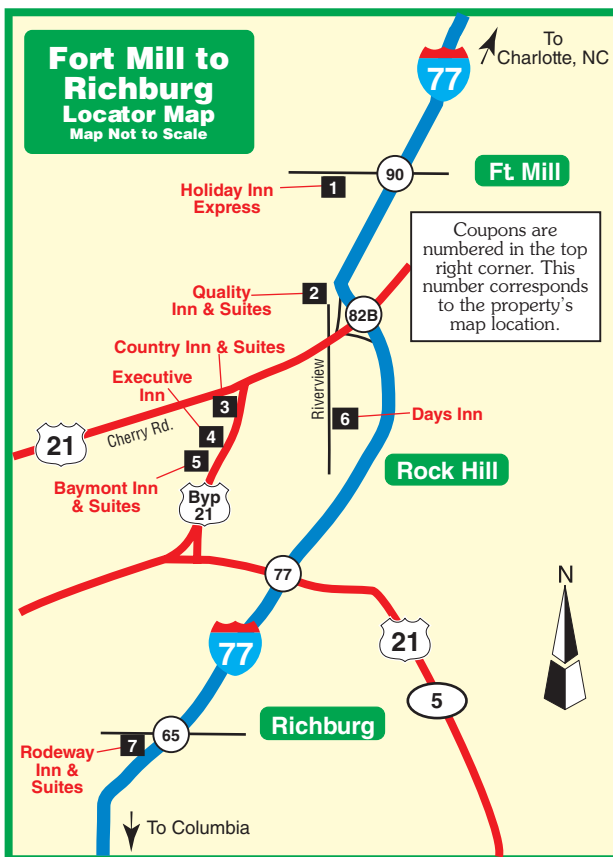 Fort Mill to
Richburg
Locator Map
Map Not to Scale
77
To
Charlotte, NC
90
Ft. Mill
1
Holiday Inn
Express
Coupons are
numbered in the top
right corner. This
number corresponds
to the property's
map location.
Quality
Inn & Suites
2
82B
Country Inn & Suites
Executive
Inn
3
Riverview
6
Days Inn
21
Cherry Rd.
4
5
Baymont Inn
& Suites
Rock Hill
Byp
21
77
N
77
21
5
Richburg
65
7
Rodeway
Inn &
Suites
To Columbia